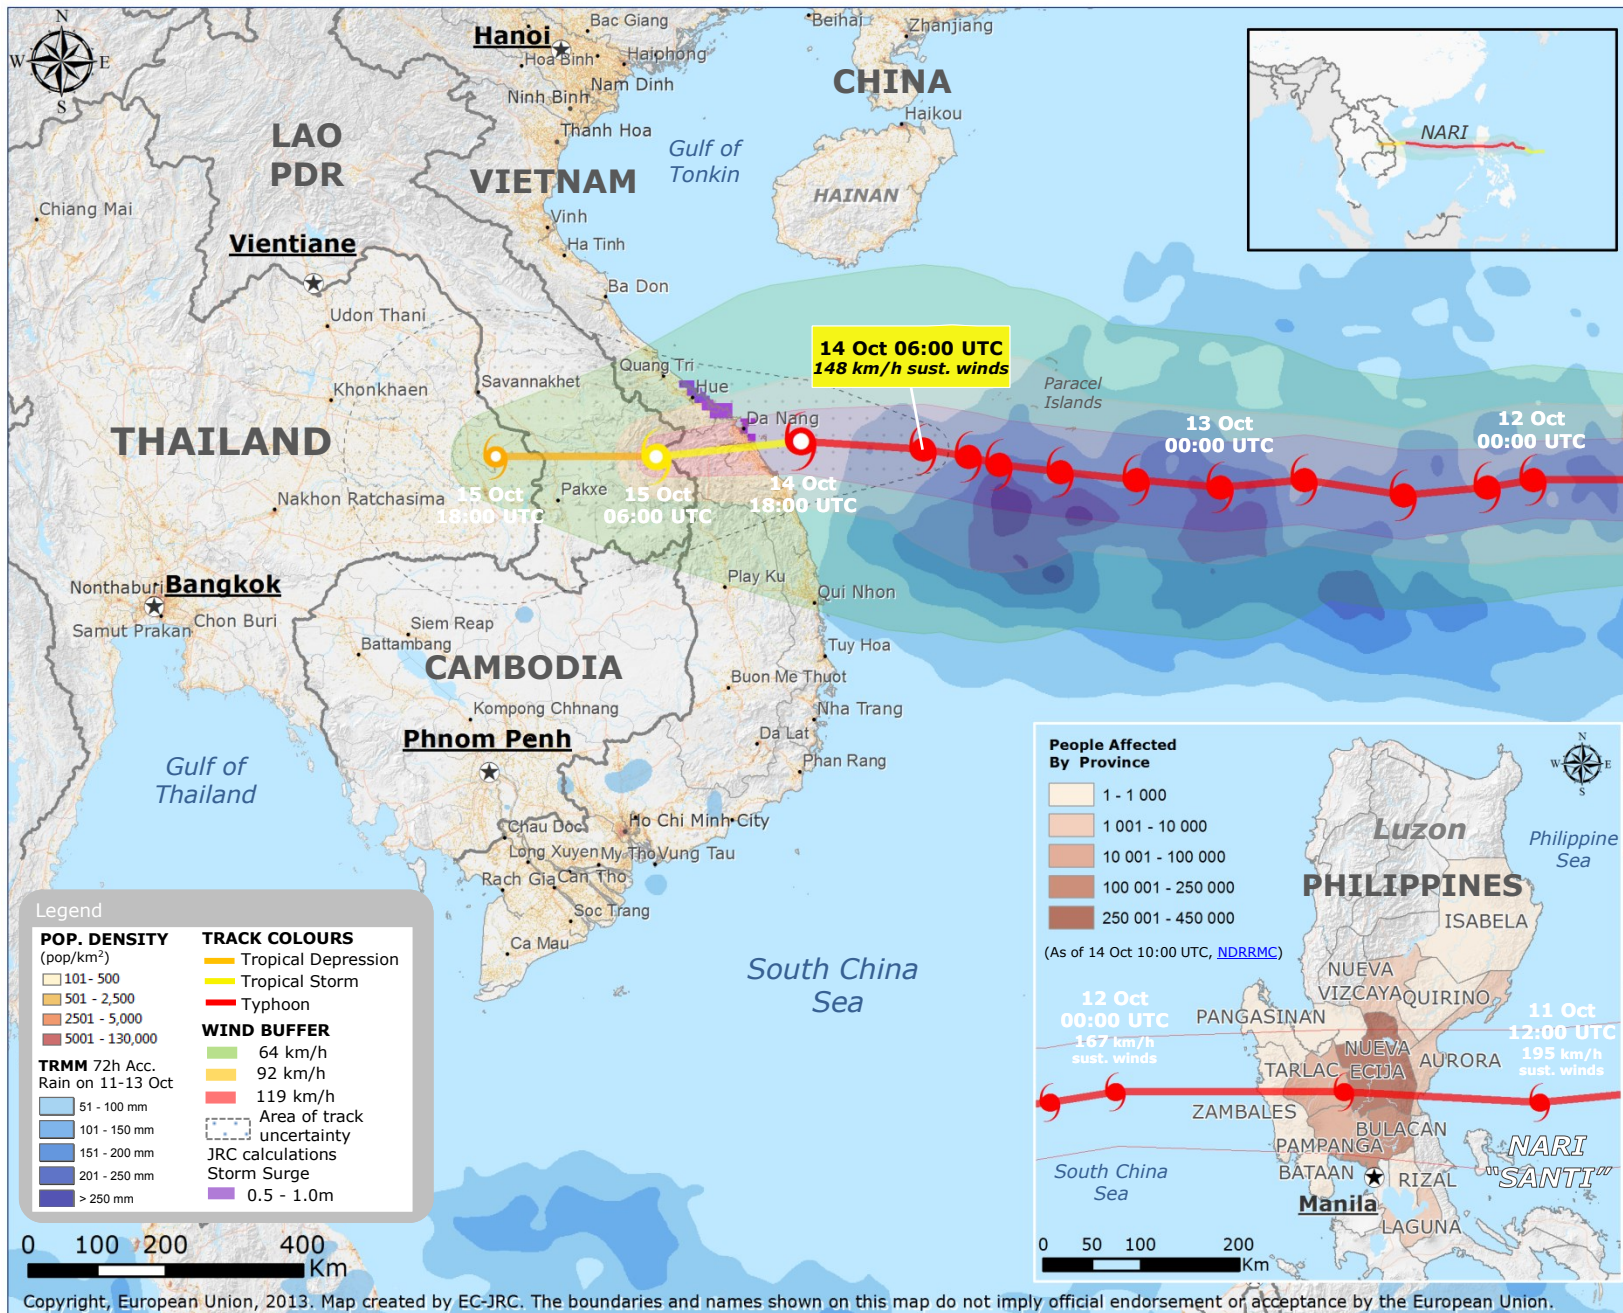 N
W
E
S
Hanoi
Bac Giang
Hoa Binh
Haiphong
Nam Dinh
Ninh Binh
Thanh Hoa
Beihai
Zhanjiang
CHINA
Haikou
HAINAN
Gulf of
Tonkin
LAO
PDR
VIETNAM
Chiang Mai
Vientiane
Vinh
Ha Tinh
Ba Don
Udon Thani
NARI
Khonkhaen
Savannakhet
Quang Tri
Hue
Da Nang
14 Oct 06:00 UTC
148 km/h sust. winds
Paracel
Islands
13 Oct
00:00 UTC
12 Oct
00:00 UTC
THAILAND
Nakhon Ratchasima
15 Oct
18:00 UTC
Pakxe
15 Oct
06:00 UTC
14 Oct
18:00 UTC
Nonthaburi
Bangkok
Samut Prakan
Chon Buri
Siem Reap
Battambang
CAMBODIA
Play Ku
Qui Nhon
Tuy Hoa
Buon Me Thuot
Nha Trang
Kompong Chhnang
Phnom Penh
Da Lat
Phan Rang
Gulf of
Thailand
Chau Doc
Ho Chi Minh City
Long Xuyen
My Tho
Vung Tau
Rach Gia
Can Tho
Soc Trang
Ca Mau
South China
Sea
Legend
POP. DENSITY
(pop/km²)
101- 500
501 - 2,500
2501 - 5,000
5001 - 130,000
TRMM 72h Acc.
Rain on 11-13 Oct
51 - 100 mm
101 - 150 mm
151 - 200 mm
201 - 250 mm
> 250 mm
TRACK COLOURS
Tropical Depression
Tropical Storm
Typhoon
WIND BUFFER
64 km/h
92 km/h
119 km/h
Area of track
uncertainty
JRC calculations
Storm Surge
0.5 - 1.0m
0 100 200 400
Km
People Affected
By Province
1 - 1 000
1 001 - 10 000
10 001 - 100 000
100 001 - 250 000
250 001 - 450 000
(As of 14 Oct 10:00 UTC, NDRRMC)
N
W
E
S
Luzon
Philippine
Sea
PHILIPPINES
ISABELA
NUEVA
VIZCAYA
QUIRINO
PANGASINAN
12 Oct
00:00 UTC
167 km/h
sust. winds
11 Oct
12:00 UTC
195 km/h
sust. winds
NUEVA
ECIJA
AURORA
TARLAC
ZAMBALES
BULACAN
PAMPANGA
BATAAN
RIZAL
Manila
LAGUNA
South China
Sea
NARI
"SANTI"
0 50 100 200
Km
Copyright, European Union, 2013. Map created by EC-JRC. The boundaries and names shown on this map do not imply official endorsement or acceptance by the European Union.